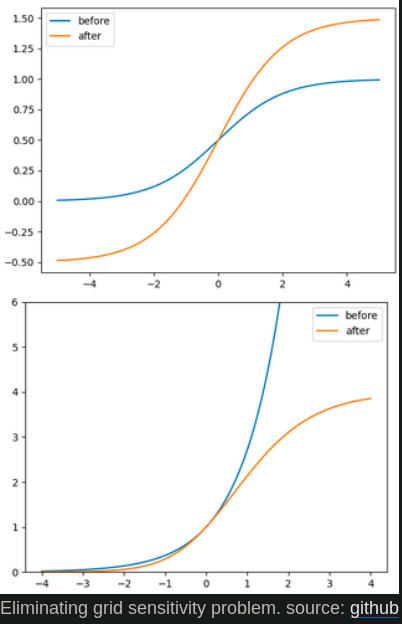 before
after
1.50
1.25
1.00
0.75
0.50
0.25
0.00
−0.25
−0.50
−4 −2 0 2 4
before
after
6
5
4
3
2
1
0
−4 −3 −2 −1 0 1 2 3 4
Eliminating grid sensitivity problem. source: github